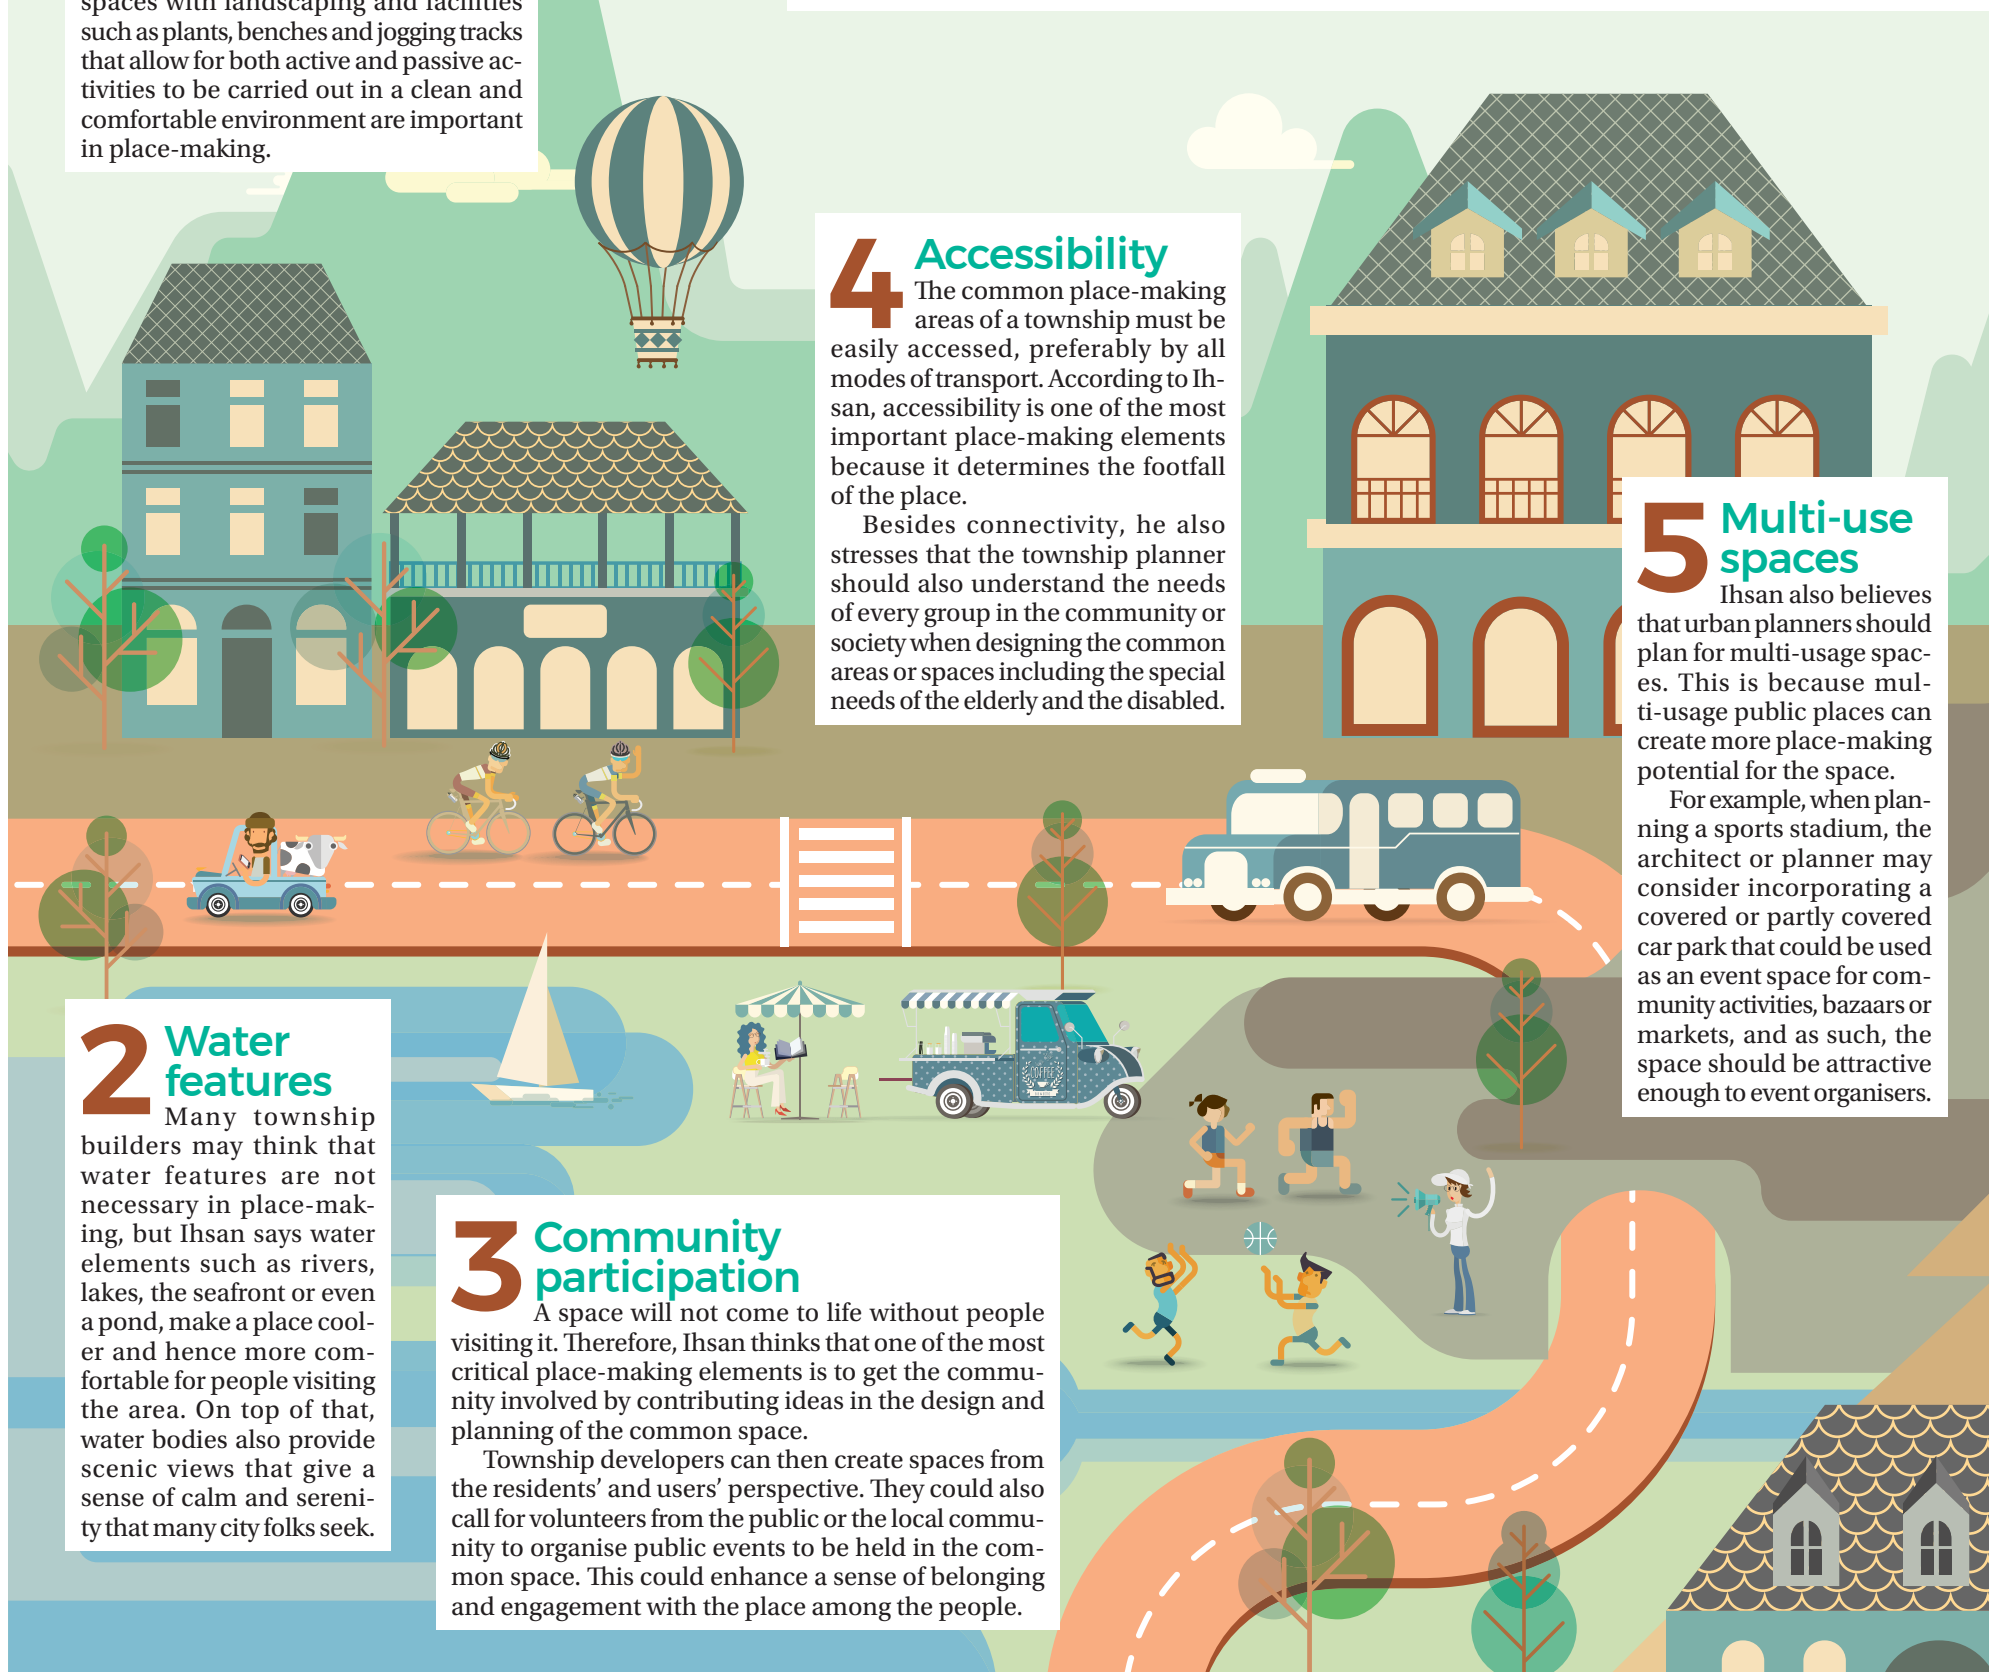 spaces with landscaping and facilities
such as plants, benches and jogging tracks
that allow for both active and passive ac-
tivities to be carried out in a clean and
comfortable environment are important
in place-making.
2 Water
features
Many township
builders may think that
water features are not
necessary in place-mak-
ing, but Ihsan says water
elements such as rivers,
lakes, the seafront or even
a pond, make a place cool-
er and hence more com-
fortable for people visiting
the area. On top of that,
water bodies also provide
scenic views that give a
sense of calm and sereni-
ty that many city folks seek.
3 Community
participation
A space will not come to life without people
visiting it. Therefore, Ihsan thinks that one of the most
critical place-making elements is to get the commu-
nity involved by contributing ideas in the design and
planning of the common space.
Township developers can then create spaces from
the residents’ and users’ perspective. They could also
call for volunteers from the public or the local commu-
nity to organise public events to be held in the com-
mon space. This could enhance a sense of belonging
and engagement with the place among the people.
4 Accessibility
The common place-making
areas of a township must be
easily accessed, preferably by all
modes of transport. According to Ih-
san, accessibility is one of the most
important place-making elements
because it determines the footfall
of the place.
Besides connectivity, he also
stresses that the township planner
should also understand the needs
of every group in the community or
society when designing the common
areas or spaces including the special
needs of the elderly and the disabled.
5 Multi-use
spaces
Ihsan also believes
that urban planners should
plan for multi-usage spac-
es. This is because mul-
ti-usage public places can
create more place-making
potential for the space.
For example, when plan-
ning a sports stadium, the
architect or planner may
consider incorporating a
covered or partly covered
car park that could be used
as an event space for com-
munity activities, bazaars or
markets, and as such, the
space should be attractive
enough to event organisers.
COFFEE